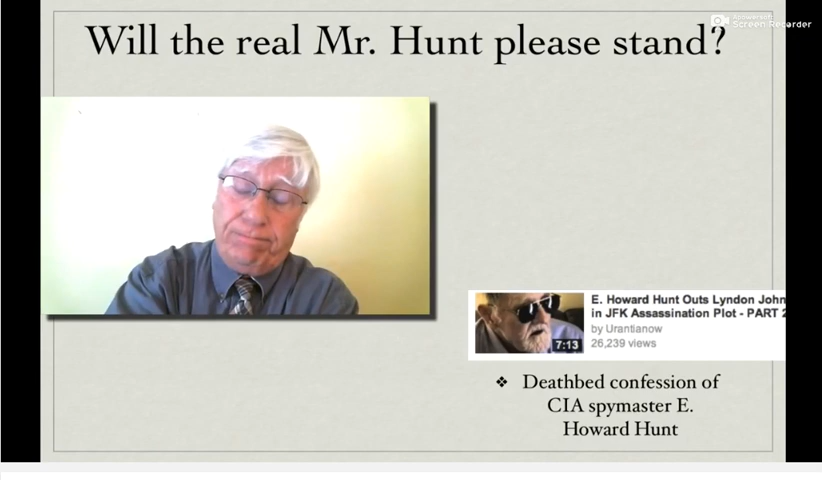 Will the real Mr. Hunt please stand?
Apowersoft
Screen Recorder
E. Howard Hunt Outs Lyndon John
in JFK Assassination Plot - PART 2
by Urantianow
26,239 views
7:13
❖ Deathbed confession of
CIA spymaster E.
Howard Hunt